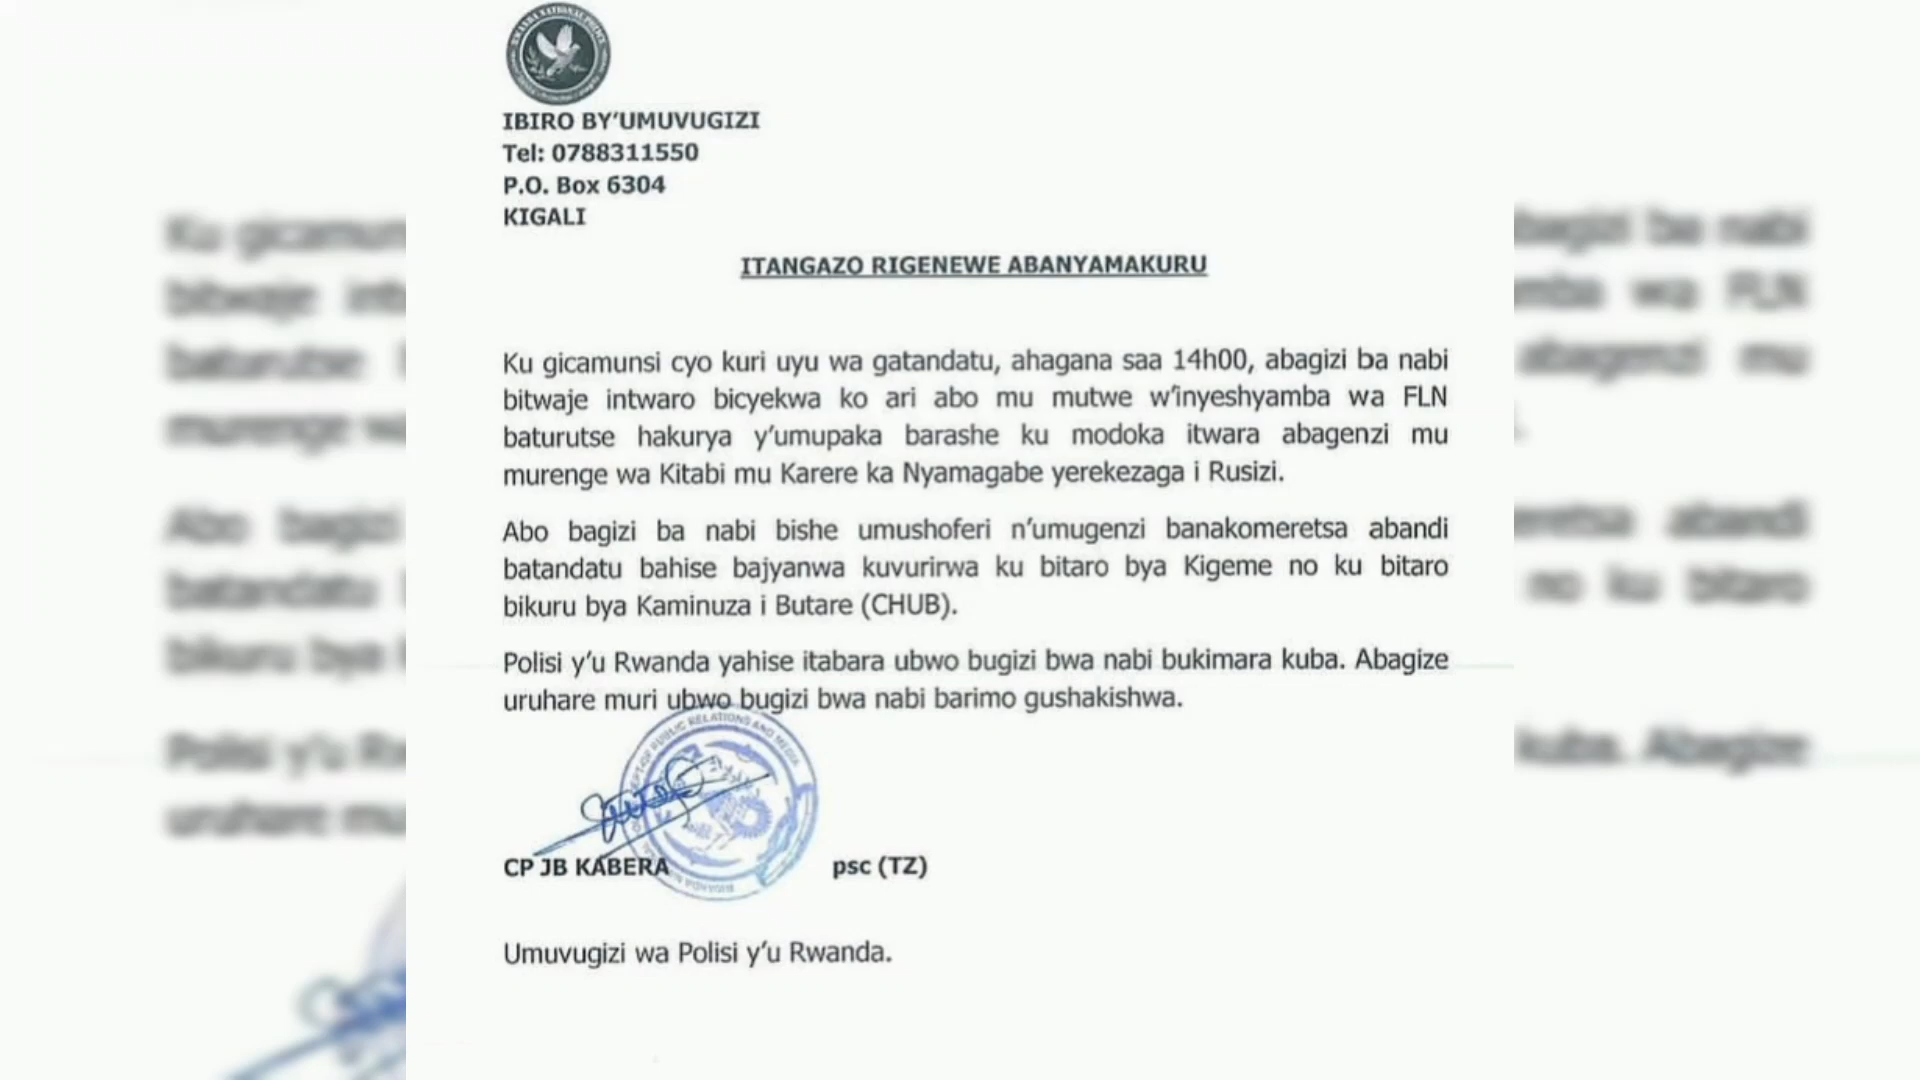 IBIRO BY'UMUVUGIZI
Tel: 0788311550
P.O. Box 6304
KIGALI
ITANGAZO RIGENEWE ABANYAMAKURU
Ku gicamunsi cyo kuri uyu wa gatandatu, ahagana saa 14h00, abagizi ba nabi
bitwaje intwaro bicyekwa ko ari abo mu mutwe w'inyeshyamba wa FLN
baturutse hakurya y'umupaka barashe ku modoka itwara abagenzi mu
murenge wa Kitabi mu Karere ka Nyamagabe yerekezaga i Rusizi.
Abo bagizi ba nabi bishe umushoferi n'umugenzi banakomeretsa abandi
batandatu bahise bajyanwa kuvurirwa ku bitaro bya Kigeme no ku bitaro
bikuru bya Kaminuza i Butare (CHUB).
Polisi y'u Rwanda yahise itabara ubwo bugizi bwa nabi bukimara kuba. Abagize
uruhare muri ubwo bugizi bwa nabi barimo gushakishwa.
OF PUBLIC RELATIONS AND MEDIA
CP JB KABERA psc (TZ)
Umuvugizi wa Polisi y'u Rwanda.